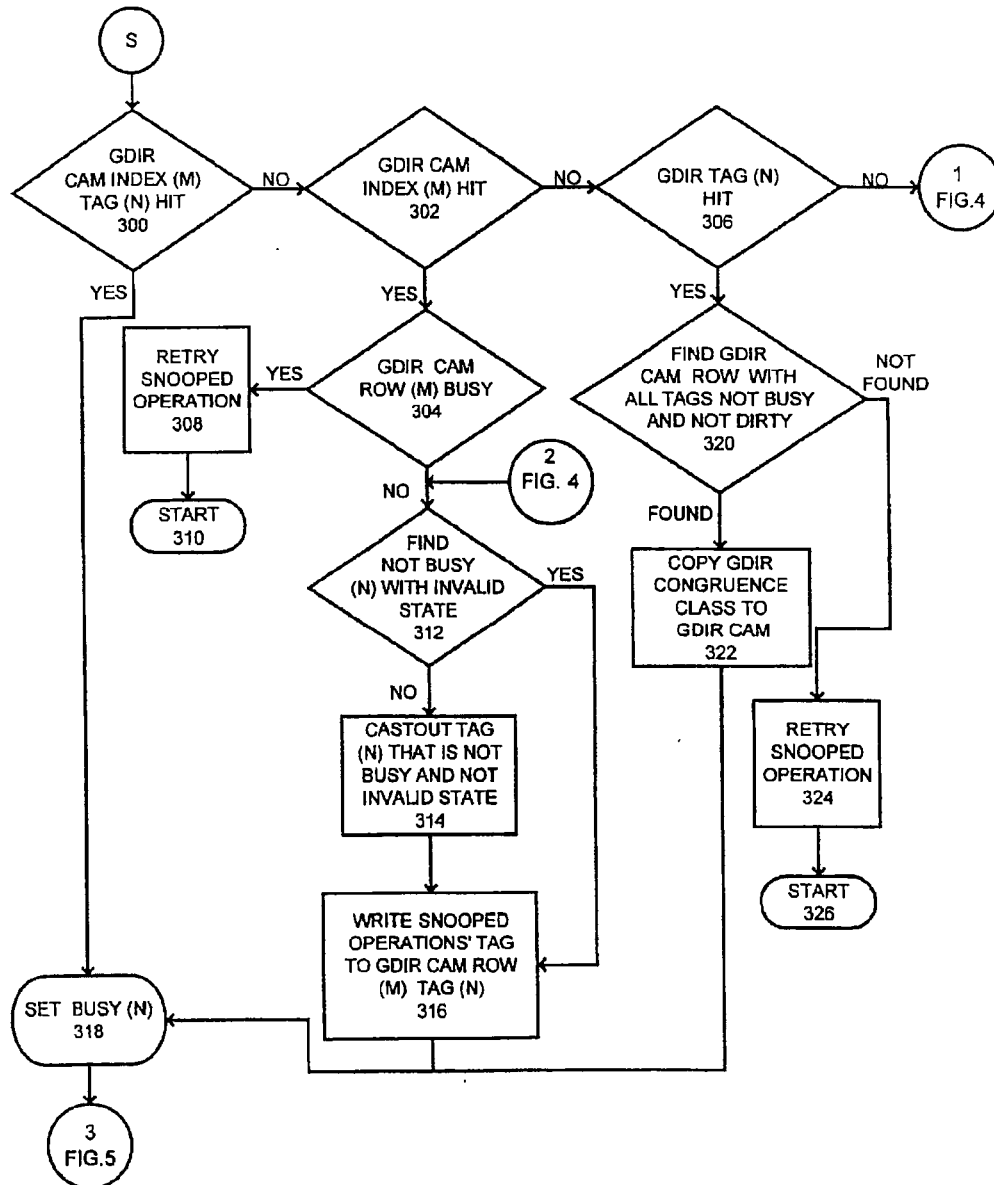 S
GDIR
CAM INDEX (M)
TAG (N) HIT
300
NO
GDIR CAM
INDEX (M) HIT
302
NO
GDIR TAG (N)
HIT
306
NO
1
FIG.4
YES
YES
YES
RETRY
SNOOPED
OPERATION
308
YES
GDIR CAM
ROW (M) BUSY
304
FIND GDIR
CAM ROW WITH
ALL TAGS NOT BUSY
AND NOT DIRTY
320
NOT
FOUND
START
310
NO
2
FIG. 4
FOUND
FIND
NOT BUSY
(N) WITH INVALID
STATE
312
YES
COPY GDIR
CONGRUENCE
CLASS TO
GDIR CAM
322
NO
CASTOUT TAG
(N) THAT IS NOT
BUSY AND NOT
INVALID STATE
314
RETRY
SNOOPED
OPERATION
324
START
326
WRITE SNOOPED
OPERATIONS' TAG
TO GDIR CAM ROW
(M) TAG (N)
316
SET BUSY (N)
318
3
FIG.5